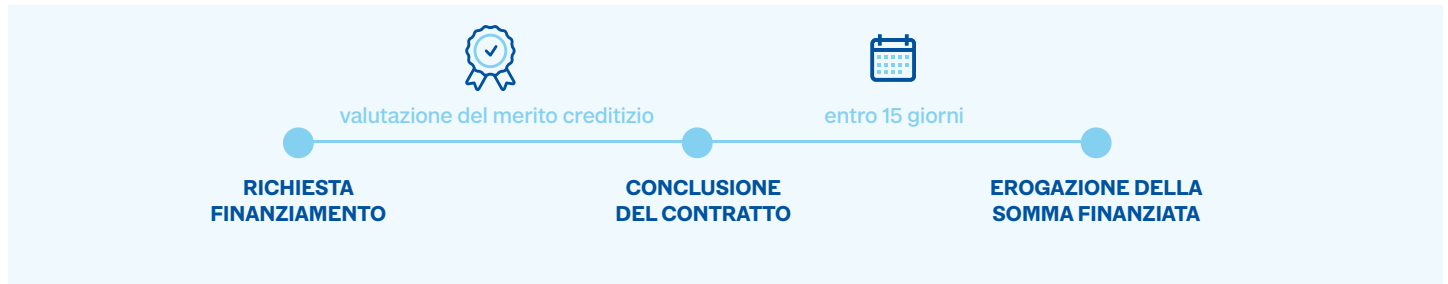 valutazione del merito creditizio
entro 15 giorni
RICHIESTA
FINANZIAMENTO
CONCLUSIONE
DEL CONTRATTO
EROGAZIONE DELLA
SOMMA FINANZIATA